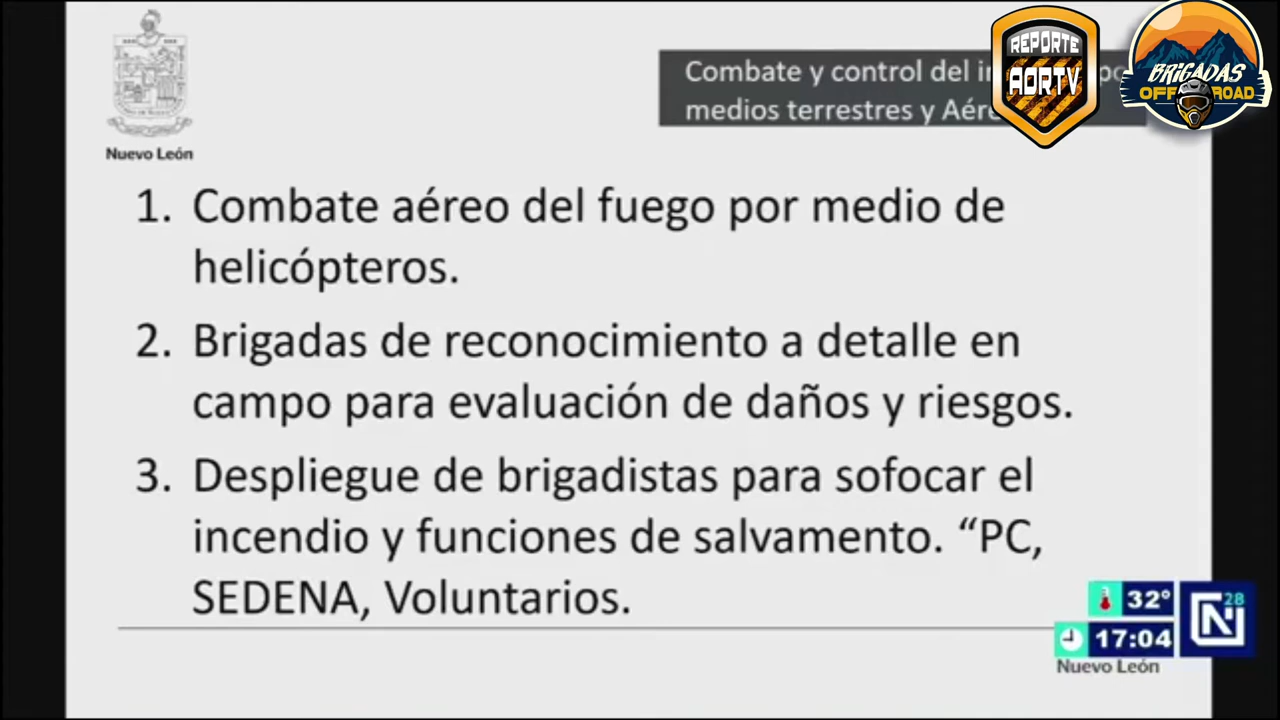 Nuevo León
Combate y control del
medios terrestres y
REPORTE
AORTV
BRIGADAS
OFF ROAD
1. Combate aéreo del fuego por medio de
helicópteros.
2. Brigadas de reconocimiento a detalle en
campo para evaluación de daños y riesgos.
3. Despliegue de brigadistas para sofocar el
incendio y funciones de salvamento. “PC,
SEDENA, Voluntarios.
32°
28
N
17:04
Nuevo León